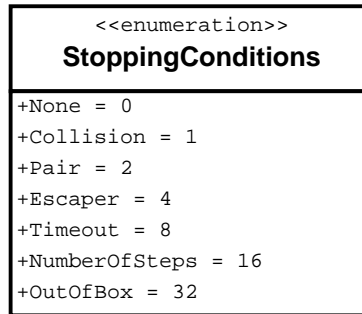 <<enumeration>>
StoppingConditions
+None = 0
+Collision = 1
+Pair = 2
+Escaper = 4
+Timeout = 8
+NumberOfSteps = 16
+OutOfBox = 32